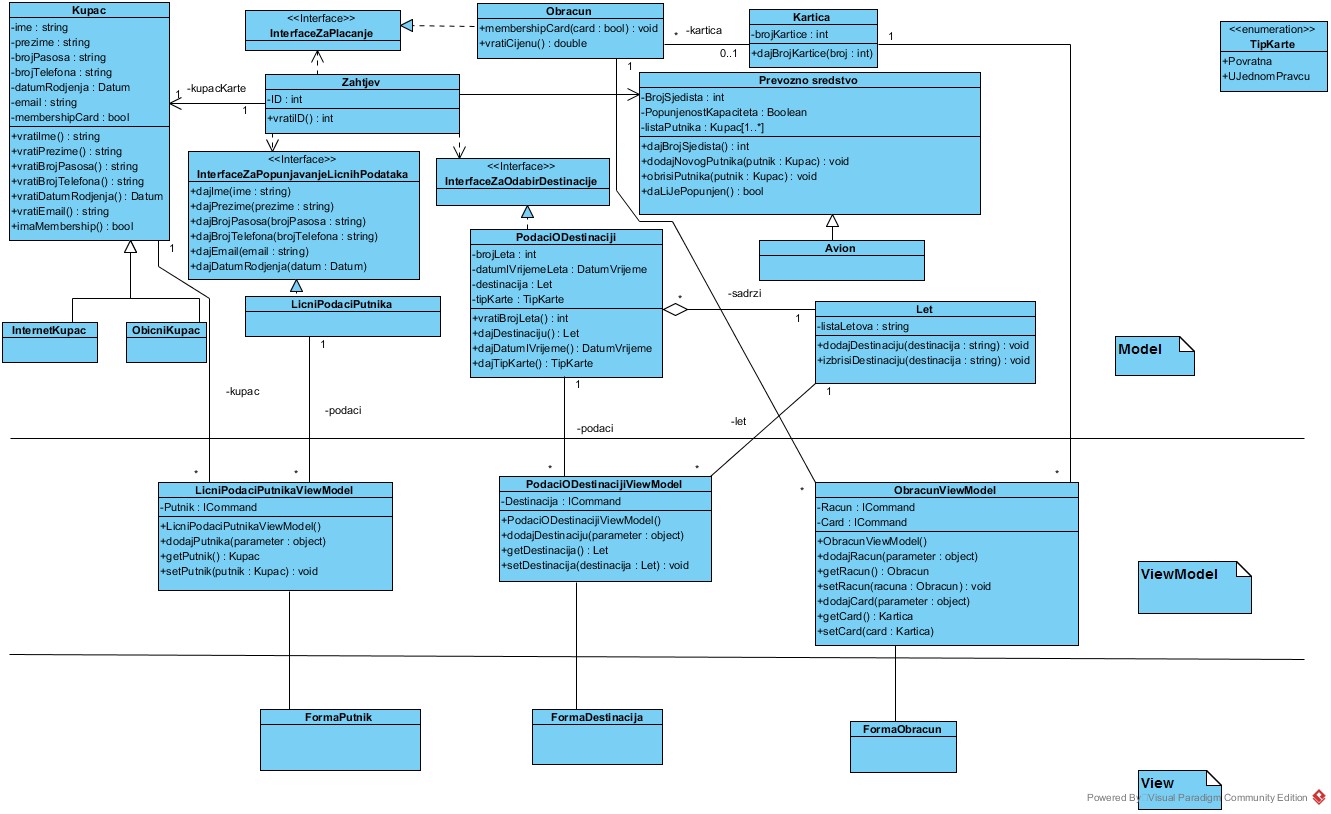 Kupac
-ime : string
-prezime : string
-brojPasosa : string
-brojTelefona : string
-datumRodjenja : Datum
-email : string
-membershipCard : bool
+vratiIme() : string
+vratiPrezime() : string
+vratiBrojPasosa() : string
+vratiBrojTelefona() : string
+vratiDatumRodjenja() : Datum
+vratiEmail() : string
+imaMembership() : bool
<<Interface>>
InterfaceZaPlacanje
Obracun
+membershipCard(card : bool) : void
+vratiCijenu() : double
* -kartica
0..1
Kartica
-brojKartice : int
+dajBrojKartice(broj : int)
1
<<enumeration>>
TipKarte
+Povratna
+UJednomPravcu
1 -kupacKarte
1
Zahtjev
-ID : int
+vratiID() : int
1
Prevozno sredstvo
-BrojSjedista : int
-PopunjenostKapaciteta : Boolean
-listaPutnika : Kupac[1..*]
+dajBrojSjedista() : int
+dodajNovogPutnika(putnik : Kupac) : void
+obrisiPutnika(putnik : Kupac) : void
+daLiJePopunjen() : bool
<<Interface>>
InterfaceZaPopunjavanjeLicnihPodataka
+dajIme(ime : string)
+dajPrezime(prezime : string)
+dajBrojPasosa(brojPasosa : string)
+dajBrojTelefona(brojTelefona : string)
+dajEmail(email : string)
+dajDatumRodjenja(datum : Datum)
<<Interface>>
InterfaceZaOdabirDestinacije
1
PodaciODestinaciji
-brojLeta : int
-datumIVrijemeLeta : DatumVrijeme
-destinacija : Let
-tipKarte : TipKarte
+vratiBrojLeta() : int
+dajDestinaciju() : Let
+dajDatumIVrijeme() : DatumVrijeme
+dajTipKarte() : TipKarte
Avion
* -sadrzi
1
Let
-listaLetova : string
+dodajDestinaciju(destinacija : string) : void
+izbrisiDestinaciju(destinacija : string) : void
InternetKupac
ObicniKupac
LicniPodaciPutnika
1
Model
1
1
-kupac
-podaci
-podaci
-let
*
*
*
*
*
*
LicniPodaciPutnikaViewModel
-Putnik : ICommand
+LicniPodaciPutnikaViewModel()
+dodajPutnika(parameter : object)
+getPutnik() : Kupac
+setPutnik(putnik : Kupac) : void
PodaciODestinacijiViewModel
-Destinacija : ICommand
+PodaciODestinacijiViewModel()
+dodajDestinaciju(parameter : object)
+getDestinacija() : Let
+setDestinacija(destinacija : Let) : void
ObracunViewModel
-Racun : ICommand
-Card : ICommand
+ObracunViewModel()
+dodajRacun(parameter : object)
+getRacun() : Obracun
+setRacun(racuna : Obracun) : void
+dodajCard(parameter : object)
+getCard() : Kartica
+setCard(card : Kartica)
ViewModel
FormaPutnik
FormaDestinacija
FormaObracun
View
Powered By Visual Paradigm Community Edition